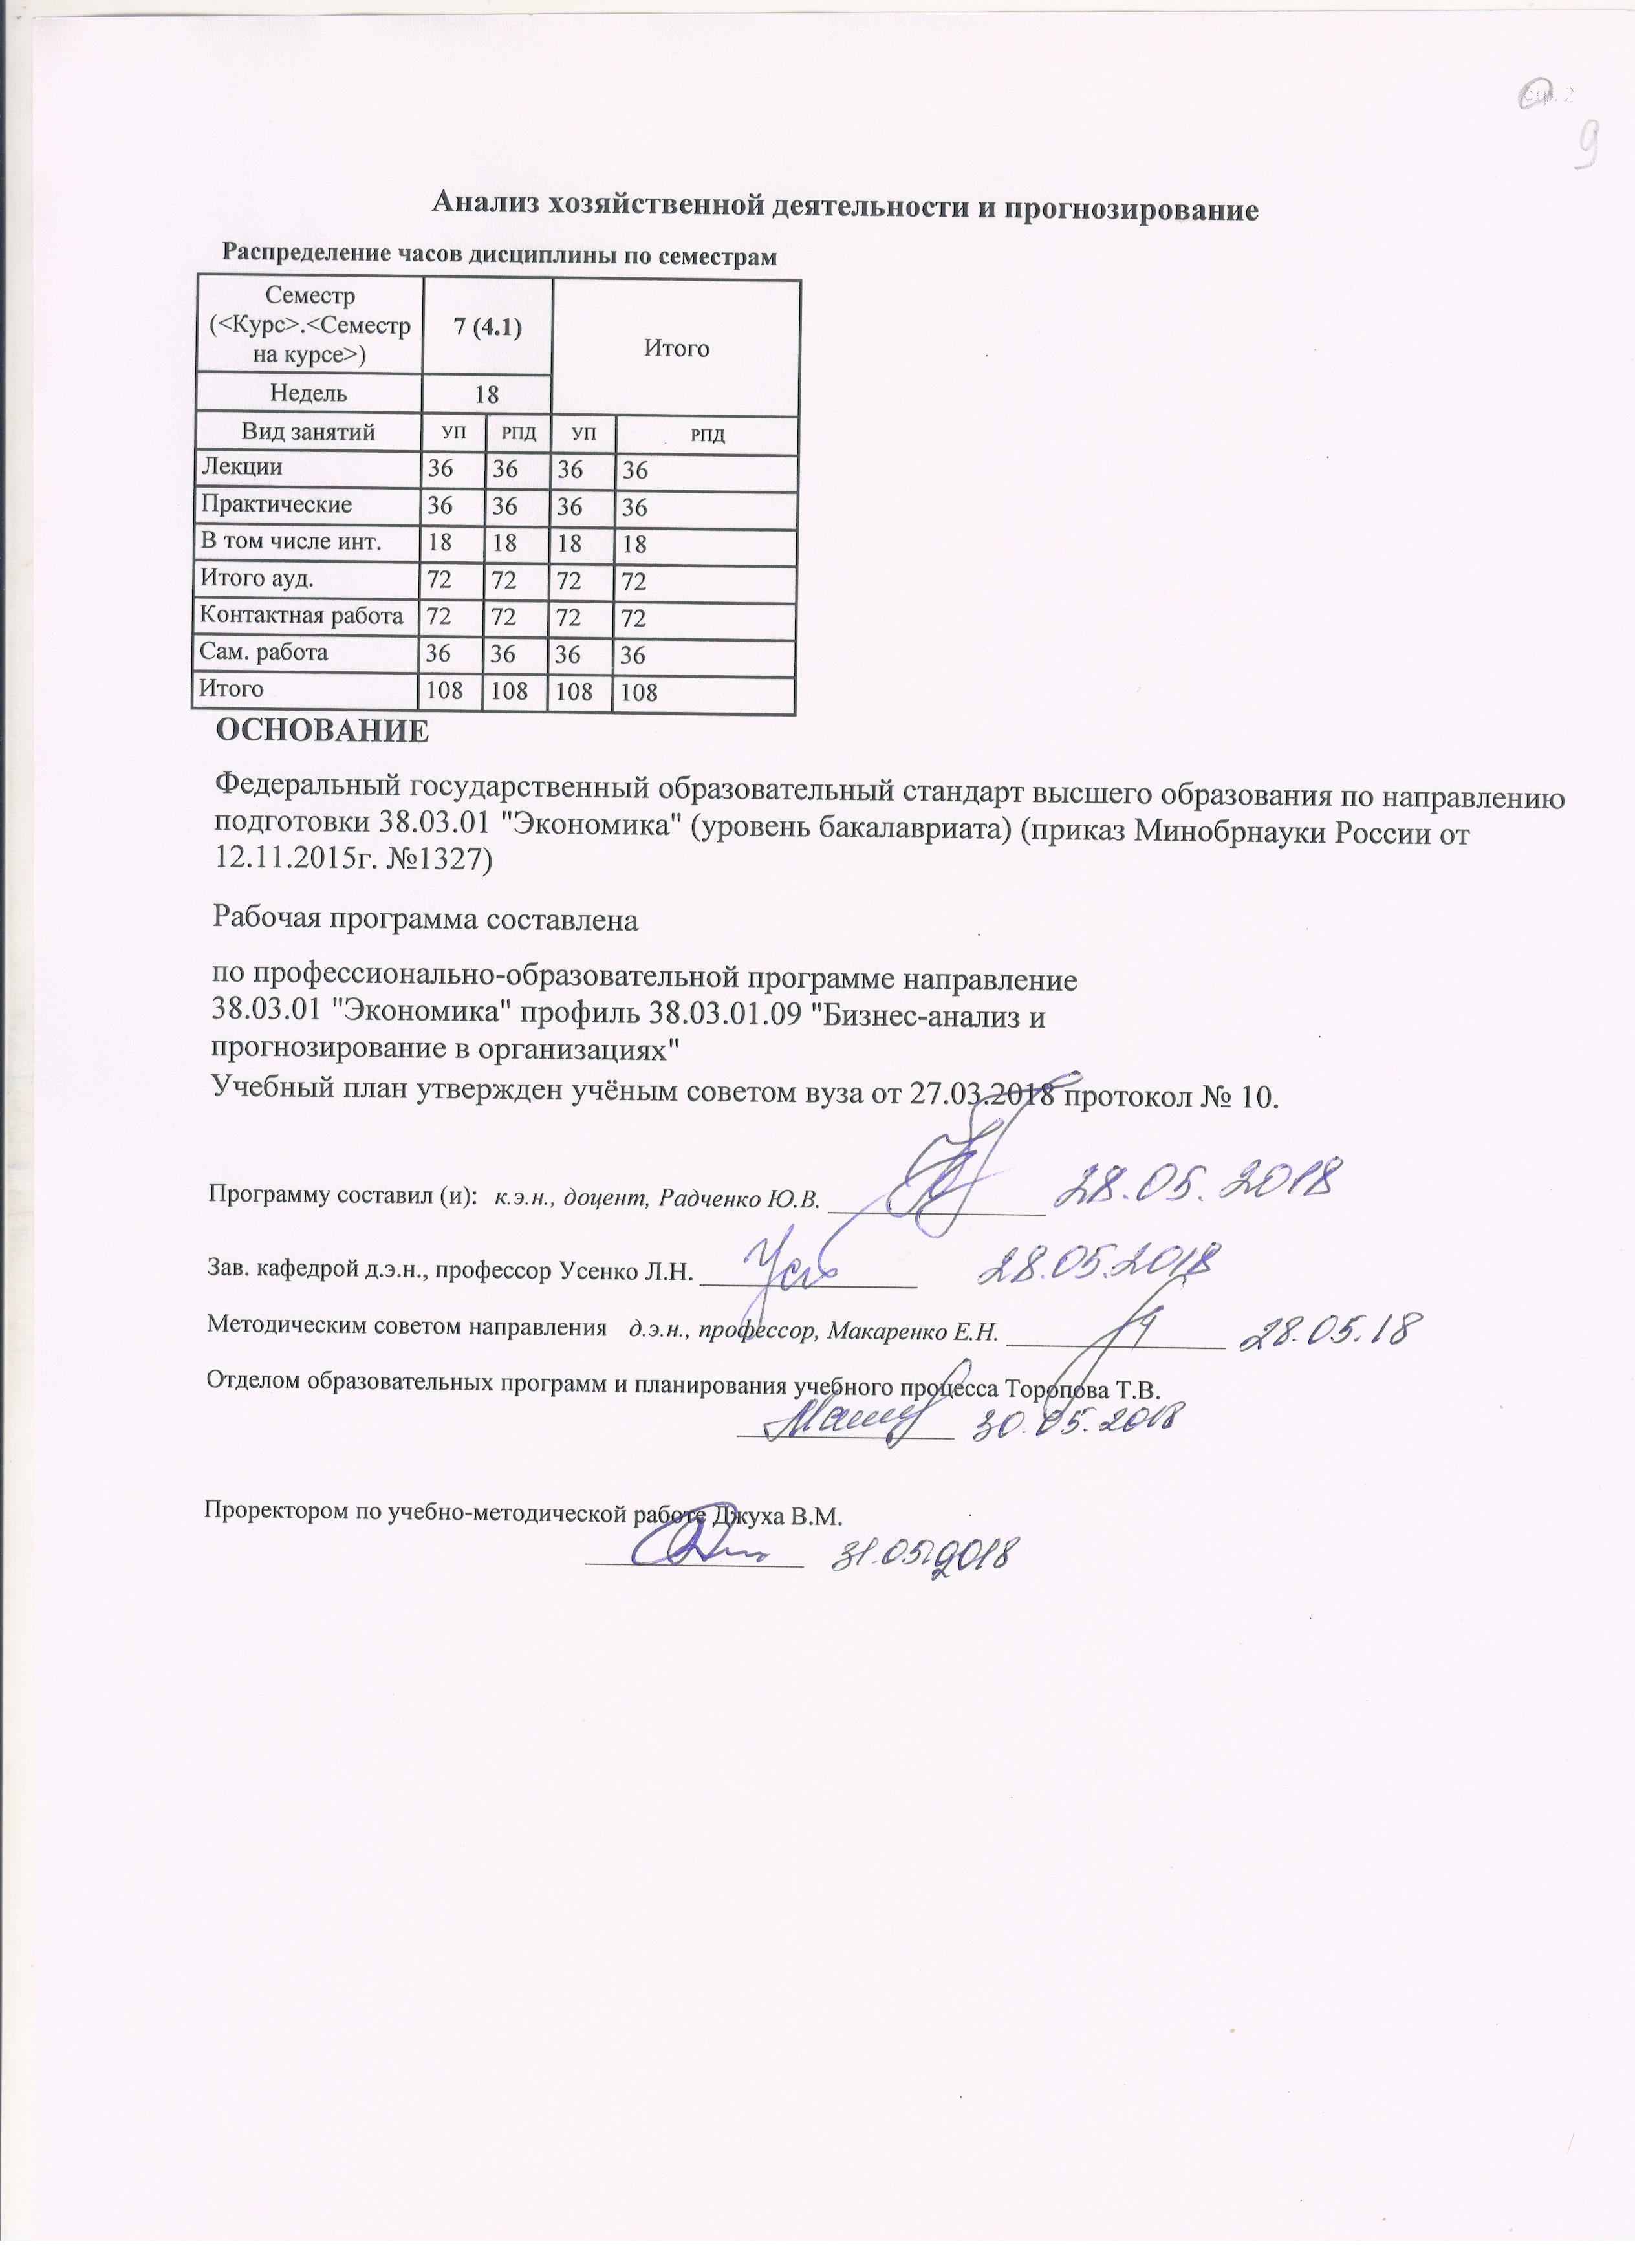 стр. 2
9
Анализ хозяйственной деятельности и прогнозирование
Распределение часов дисциплины по семестрам
Семестр (<Курс>.<Семестр на курсе>) 7 (4.1) Итого
Недель 18
Вид занятий УП РПД УП РПД
Лекции 36 36 36 36
Практические 36 36 36 36
В том числе инт. 18 18 18 18
Итого ауд. 72 72 72 72
Контактная работа 72 72 72 72
Сам. работа 36 36 36 36
Итого 108 108 108 108
ОСНОВАНИЕ
Федеральный государственный образовательный стандарт высшего образования по направлению
подготовки 38.03.01 "Экономика" (уровень бакалавриата) (приказ Минобрнауки России от
12.11.2015г. №1327)
Рабочая программа составлена
по профессионально-образовательной программе направление
38.03.01 "Экономика" профиль 38.03.01.09 "Бизнес-анализ и
прогнозирование в организациях"
Учебный план утвержден учёным советом вуза от 27.03.2018 протокол № 10.
Программу составил (и): к.э.н., доцент, Радченко Ю.В. 28.05.2018
Зав. кафедрой д.э.н., профессор Усенко Л.Н. 28.05.2018
Методическим советом направления д.э.н., профессор, Макаренко Е.Н. 28.05.18
Отделом образовательных программ и планирования учебного процесса Торопова Т.В.
30.05.2018
Проректором по учебно-методической работе Джуха В.М.
31.05.2018